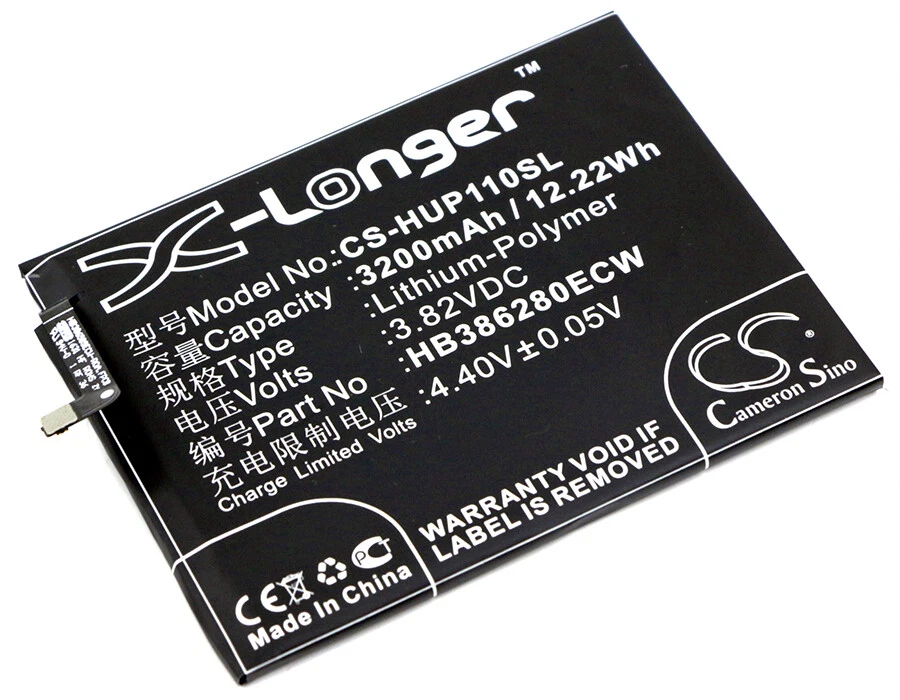 X-Longer™
型号Model No.: CS-HUP110SL
容量Capacity : 3200mAh / 12.22Wh
规格Type : Lithium-Polymer
电压Volts : 3.82VDC
编号Part No : HB386280ECW
充电限制电压 : 4.40V±0.05V
Charge Limited Volts
CS
Cameron Sino
WARRANTY VOID IF
LABEL IS REMOVED
CE PCT
Made In China